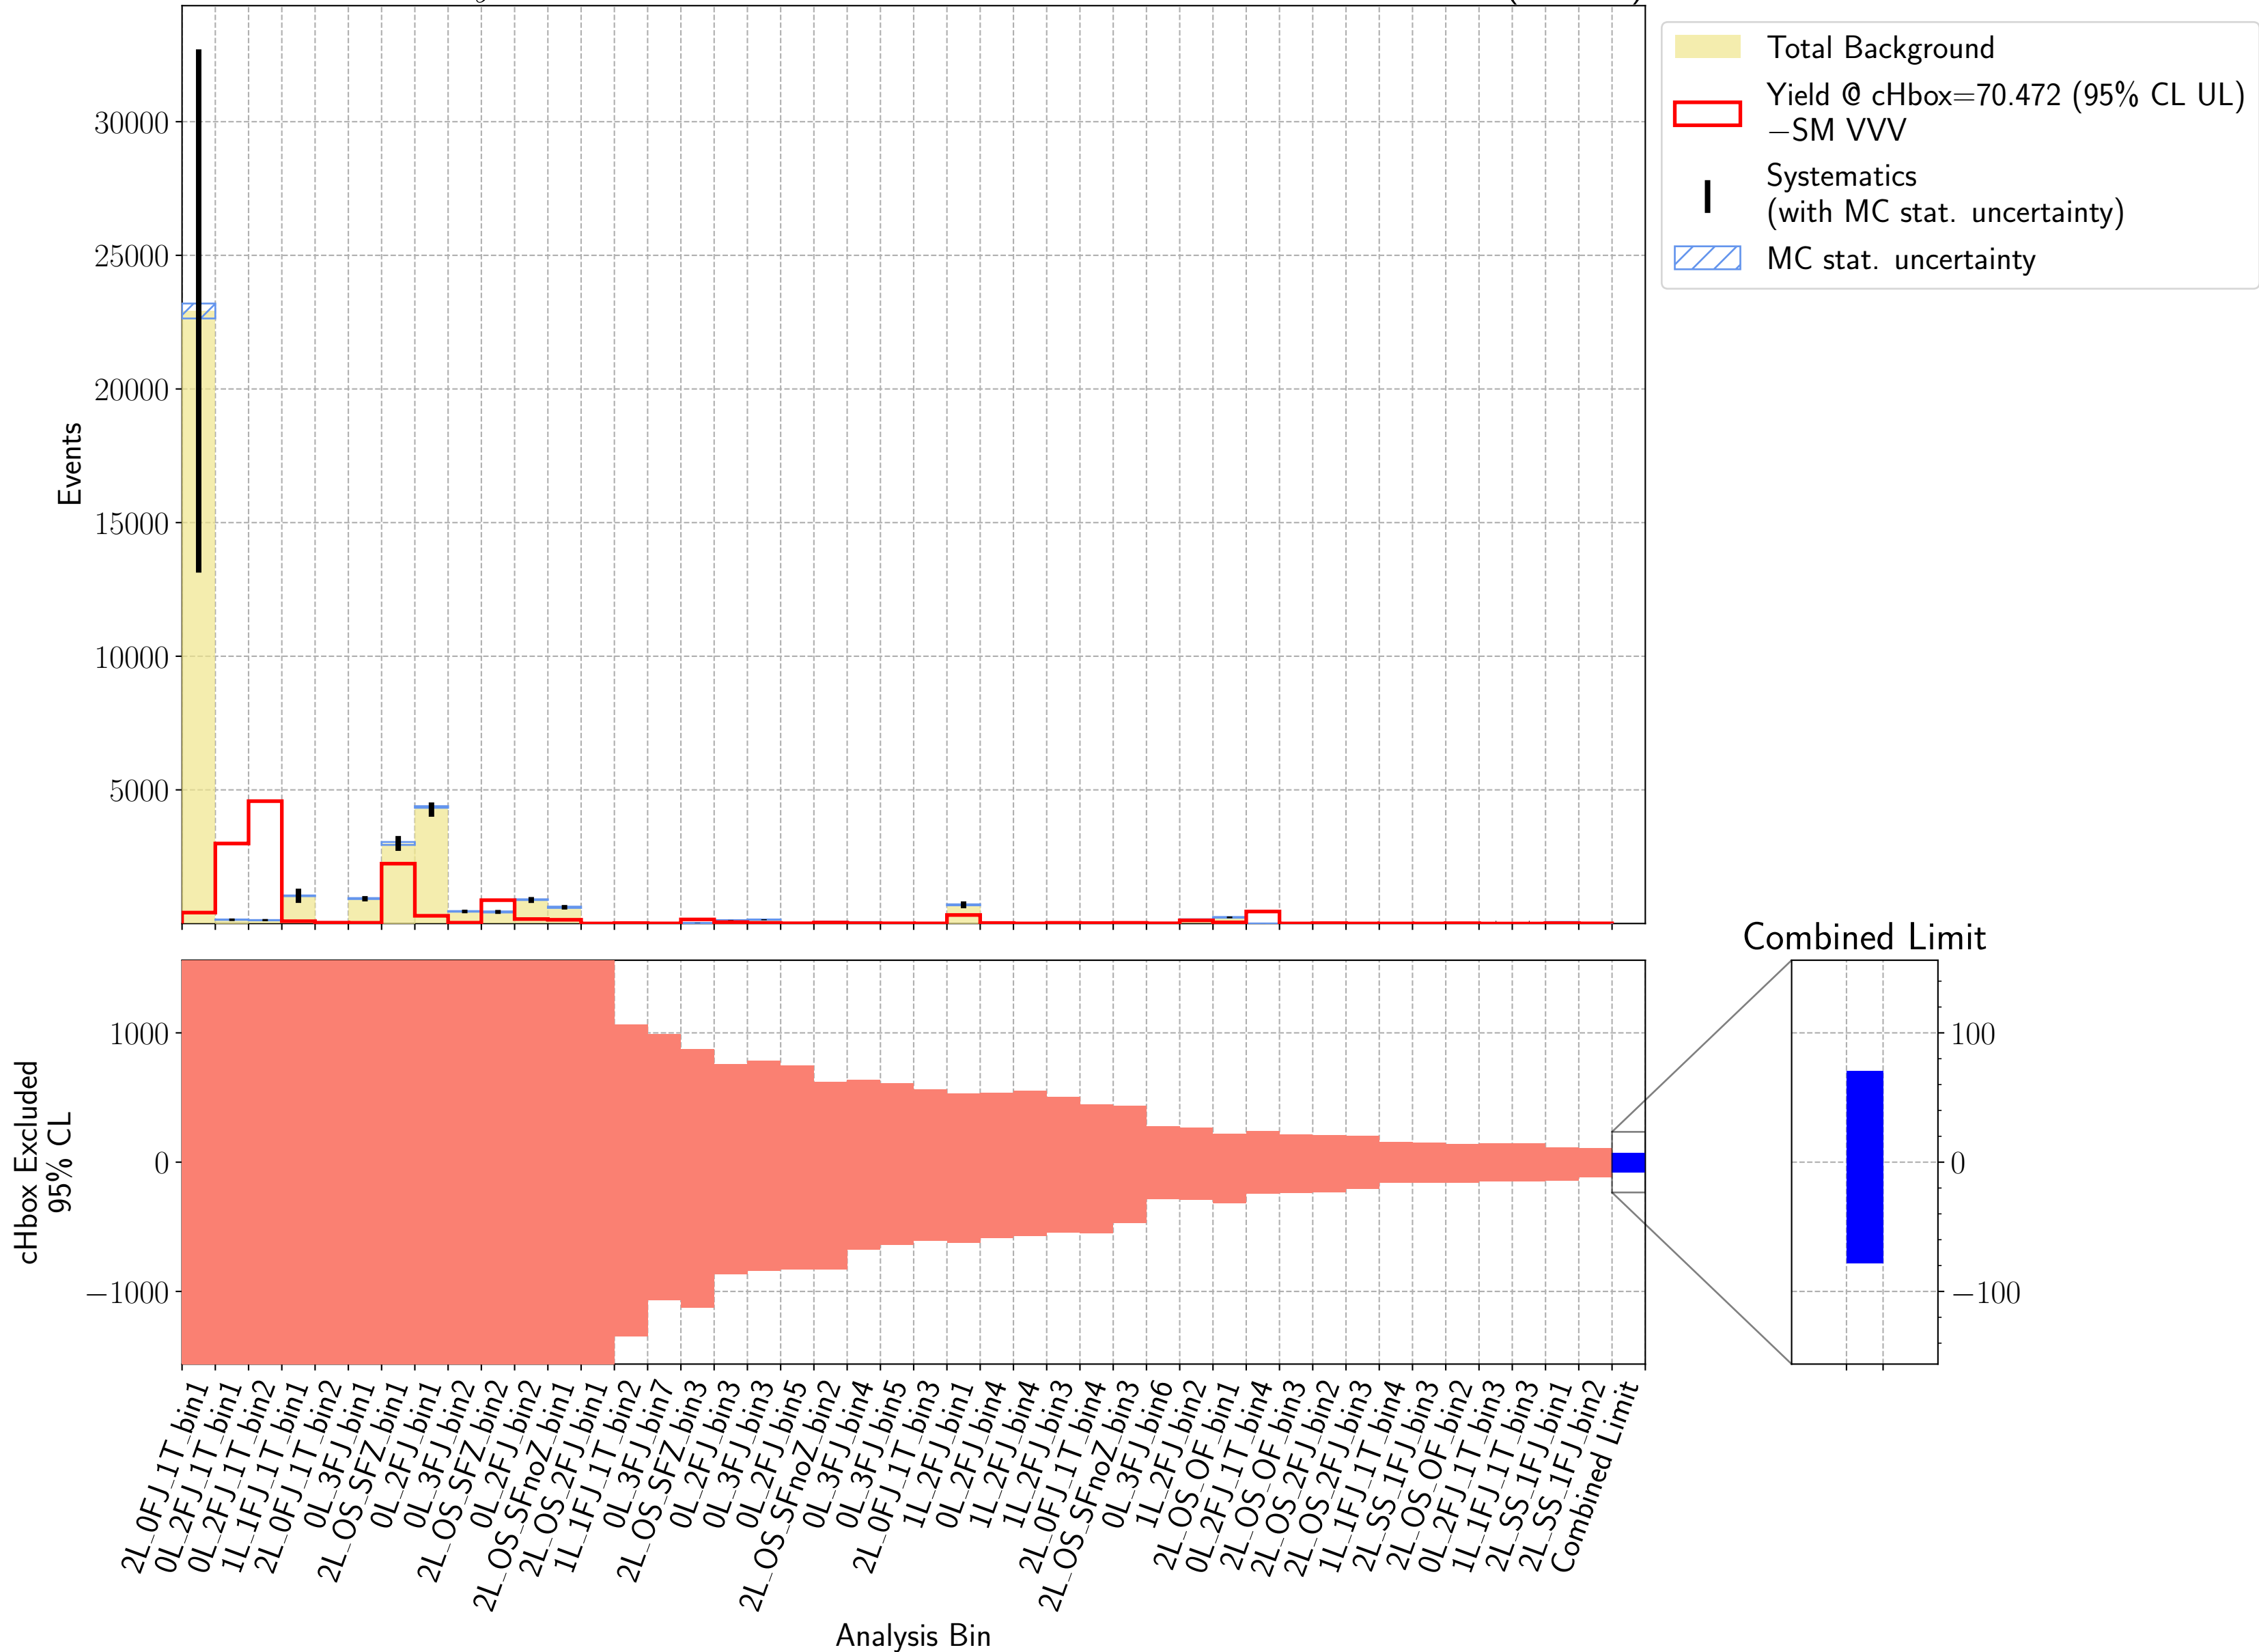 Total Background
Yield @ cHbox=70.472 (95% CL UL)
−SM VVV
Systematics
(with MC stat. uncertainty)
MC stat. uncertainty
Events
30000
25000
20000
15000
10000
5000
Combined Limit
cHbox Excluded
95% CL
1000
0
−1000
100
0
−100
2L_0FJ_1T_bin1
0L_2FJ_1T_bin1
0L_2FJ_1T_bin2
1L_1FJ_1T_bin1
2L_0FJ_1T_bin2
0L_3FJ_bin1
2L_OS_SFZ_bin1
0L_2FJ_bin1
0L_3FJ_bin2
2L_OS_SFZ_bin2
0L_2FJ_bin2
2L_OS_SFnoZ_bin1
2L_OS_2FJ_bin1
1L_1FJ_1T_bin2
0L_3FJ_bin7
2L_OS_SFZ_bin3
0L_2FJ_bin3
0L_3FJ_bin3
0L_2FJ_bin5
2L_OS_SFnoZ_bin2
0L_3FJ_bin4
0L_3FJ_bin5
2L_0FJ_1T_bin3
1L_2FJ_bin1
0L_2FJ_bin4
1L_2FJ_bin4
1L_2FJ_bin3
2L_0FJ_1T_bin4
2L_OS_SFnoZ_bin3
0L_3FJ_bin6
1L_2FJ_bin2
2L_OS_OF_bin1
0L_2FJ_1T_bin4
2L_OS_OF_bin3
2L_OS_2FJ_bin2
2L_OS_2FJ_bin3
1L_1FJ_1T_bin4
2L_SS_1FJ_bin3
2L_OS_OF_bin2
0L_2FJ_1T_bin3
1L_1FJ_1T_bin3
2L_SS_1FJ_bin1
2L_SS_1FJ_bin2
Combined Limit
Analysis Bin